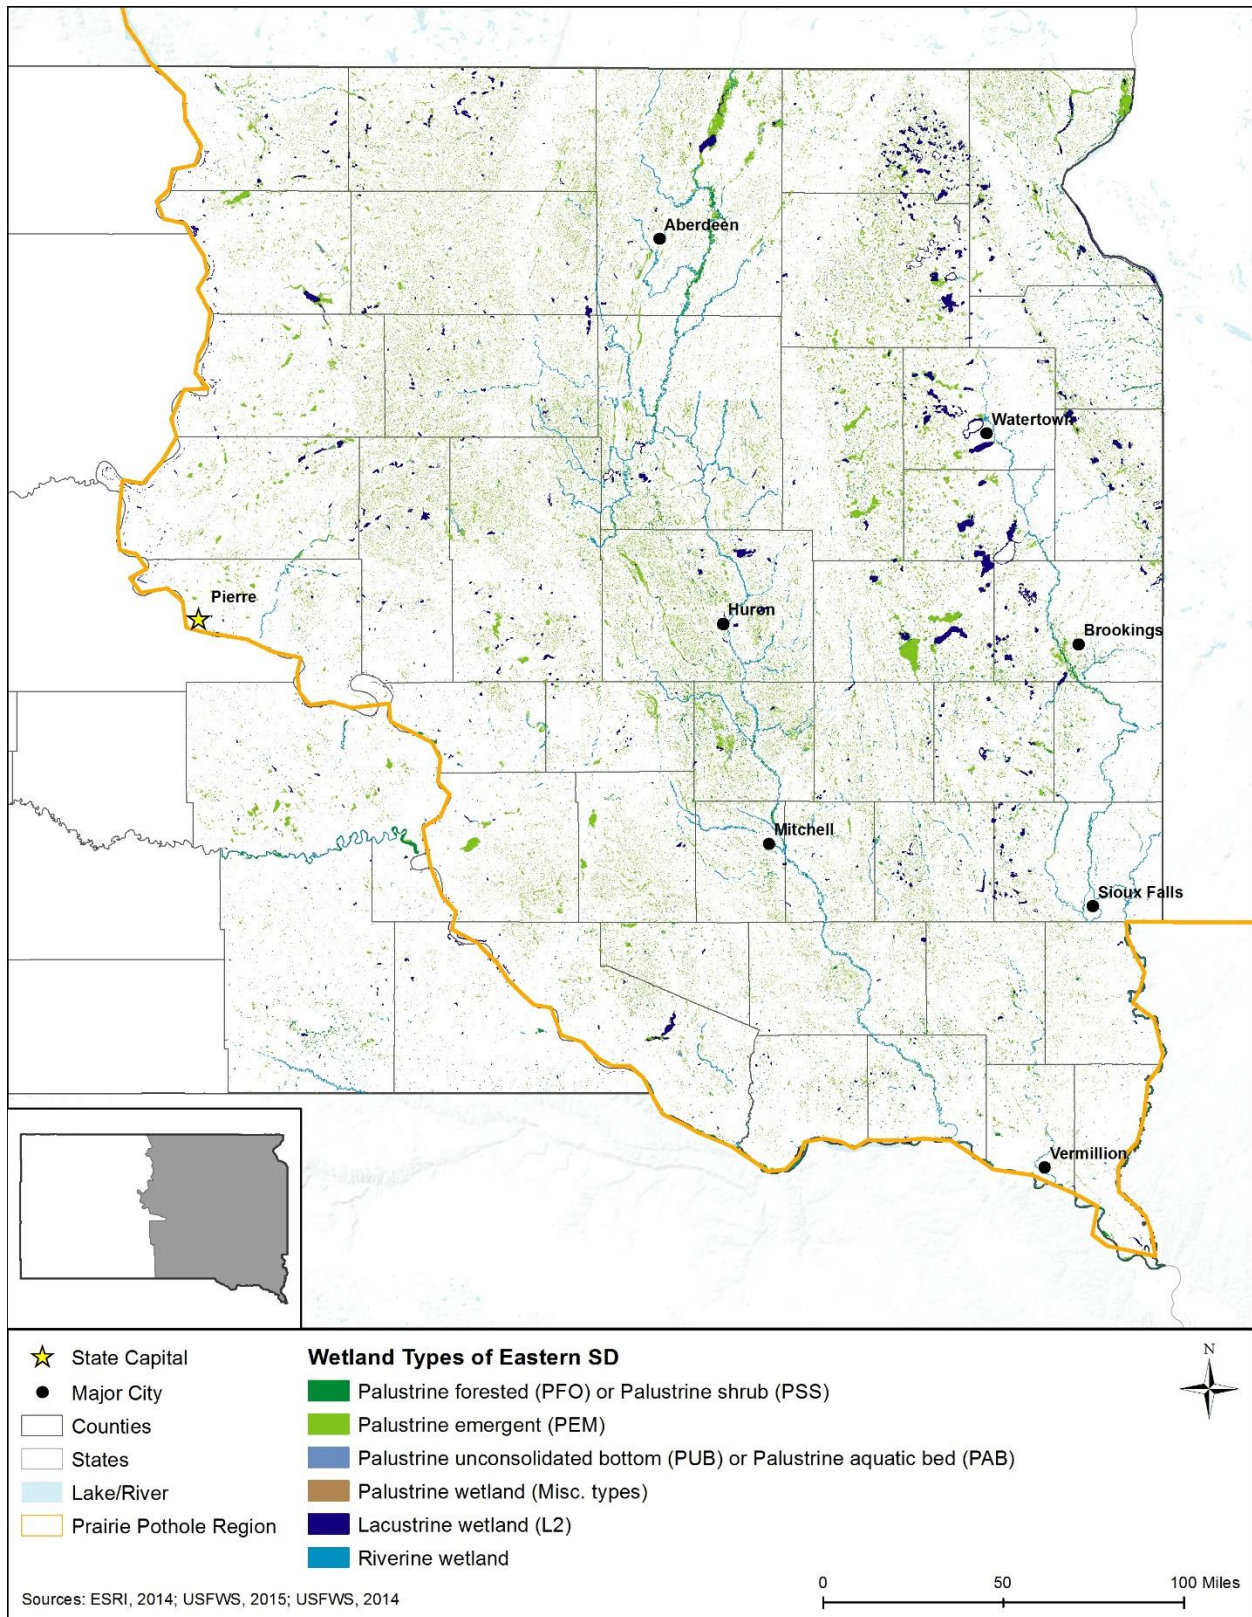 Aberdeen
Watertown
Pierre
Huron
Brookings
Mitchell
Sioux Falls
Vermillion
State Capital
Major City
Counties
States
Lake/River
Prairie Pothole Region
Wetland Types of Eastern SD
Palustrine forested (PFO) or Palustrine shrub (PSS)
Palustrine emergent (PEM)
Palustrine unconsolidated bottom (PUB) or Palustrine aquatic bed (PAB)
Palustrine wetland (Misc. types)
Lacustrine wetland (L2)
Riverine wetland
N
0 50 100 Miles
Sources: ESRI, 2014; USFWS, 2015; USFWS, 2014